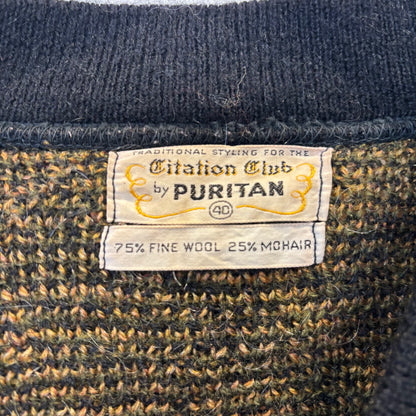 TRADITIONAL STYLING FOR THE
Citation Club
by PURITAN
40
75% FINE WOOL 25% MOHAIR